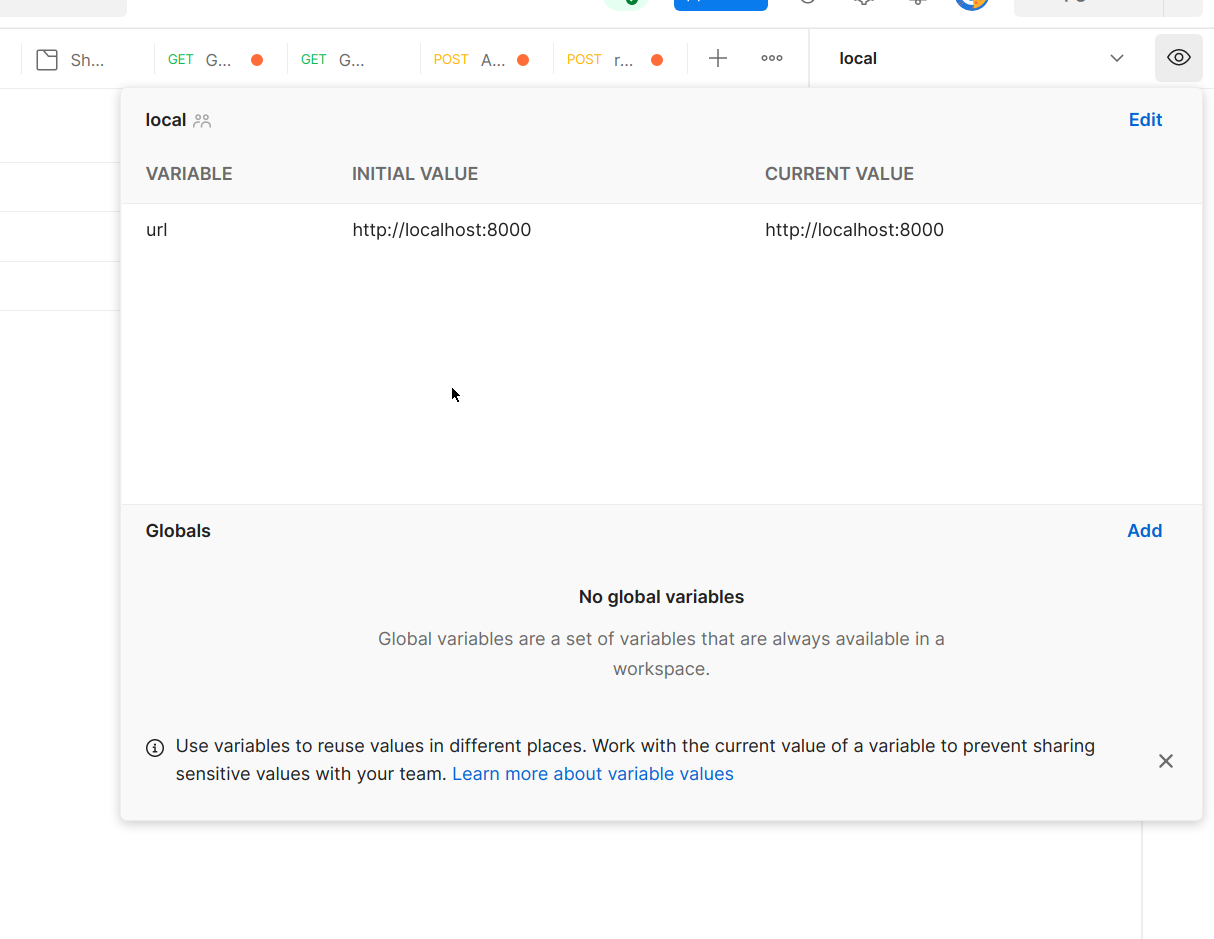 Sh...
GET G...
GET G...
POST A...
POST r...
local
local
Edit
VARIABLE INITIAL VALUE CURRENT VALUE
url http://localhost:8000 http://localhost:8000
Globals
Add
No global variables
Global variables are a set of variables that are always available in a
workspace.
Use variables to reuse values in different places. Work with the current value of a variable to prevent sharing
sensitive values with your team. Learn more about variable values